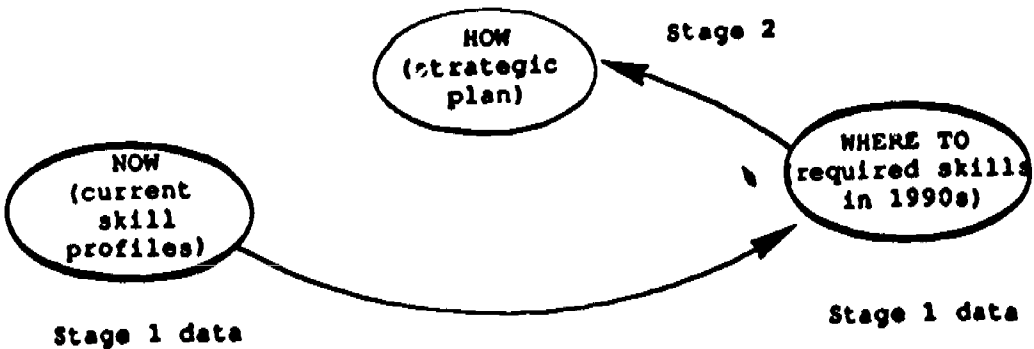 HOW
(strategic
plan)
Stage 2
WHERE TO
(required skills
in 1990s)
NOW
(current
skill
profiles)
Stage 1 data
Stage 1 data